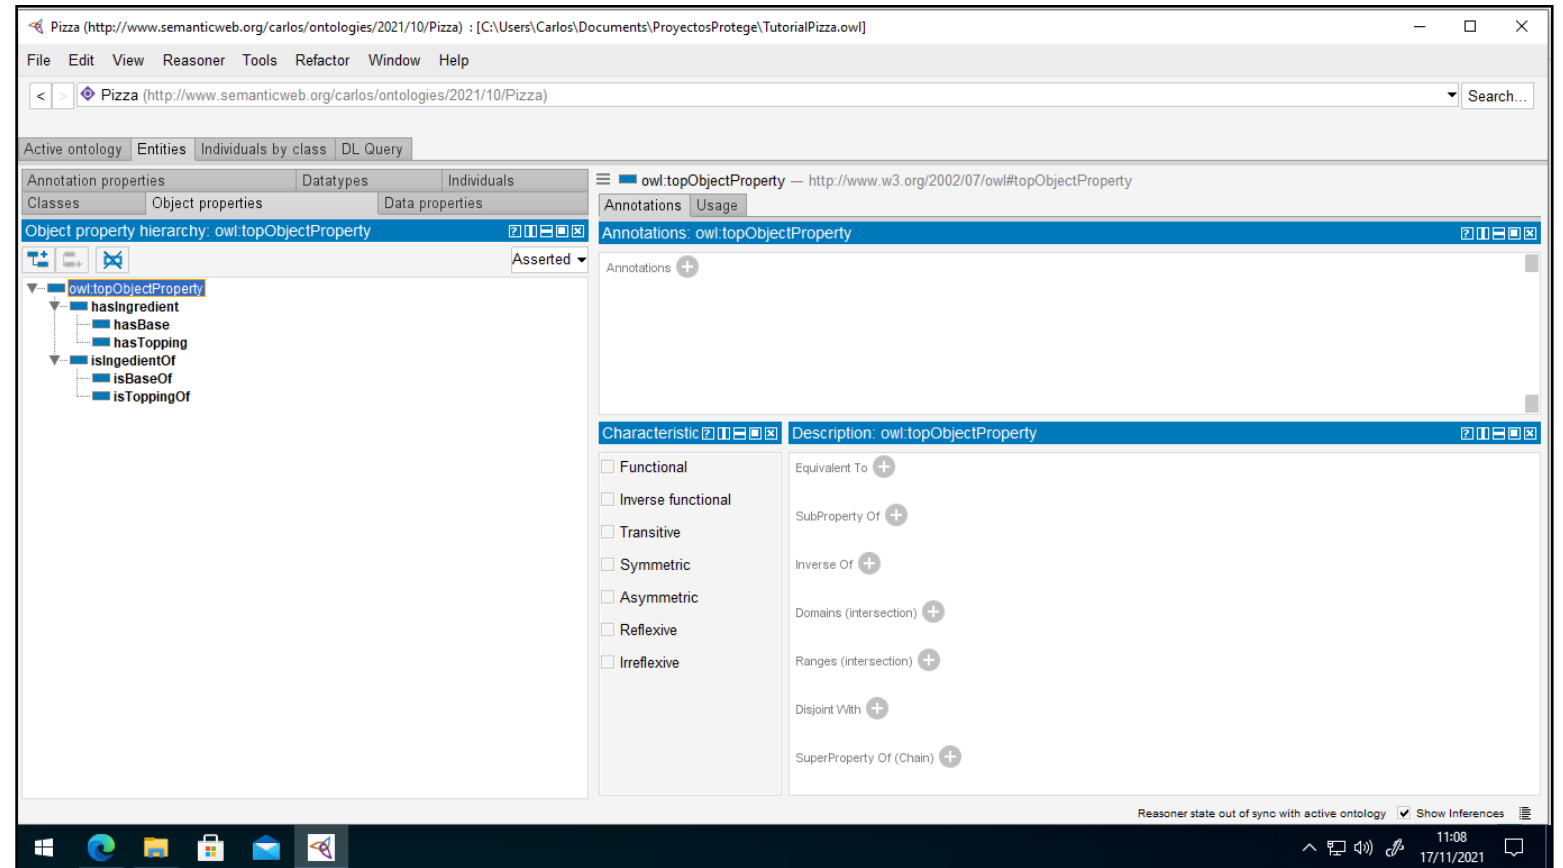 Pizza (http://www.semanticweb.org/carlos/ontologies/2021/10/Pizza) : [C:\Users\Carlos\Documents\ProyectosProtege\TutorialPizza.owl]
File Edit View Reasoner Tools Refactor Window Help
< > Pizza (http://www.semanticweb.org/carlos/ontologies/2021/10/Pizza) Search...
Active ontology Entities Individuals by class DL Query
Annotation properties Datatypes Individuals
Classes Object properties Data properties
Object property hierarchy: owl:topObjectProperty
Asserted
owl:topObjectProperty
hasIngredient
hasBase
hasTopping
isIngedientOf
isBaseOf
isToppingOf
owl:topObjectProperty — http://www.w3.org/2002/07/owl#topObjectProperty
Annotations Usage
Annotations: owl:topObjectProperty
Annotations
Characteristic
Functional
Inverse functional
Transitive
Symmetric
Asymmetric
Reflexive
Irreflexive
Description: owl:topObjectProperty
Equivalent To
SubProperty Of
Inverse Of
Domains (intersection)
Ranges (intersection)
Disjoint With
SuperProperty Of (Chain)
Reasoner state out of sync with active ontology Show Inferences
11:08
17/11/2021